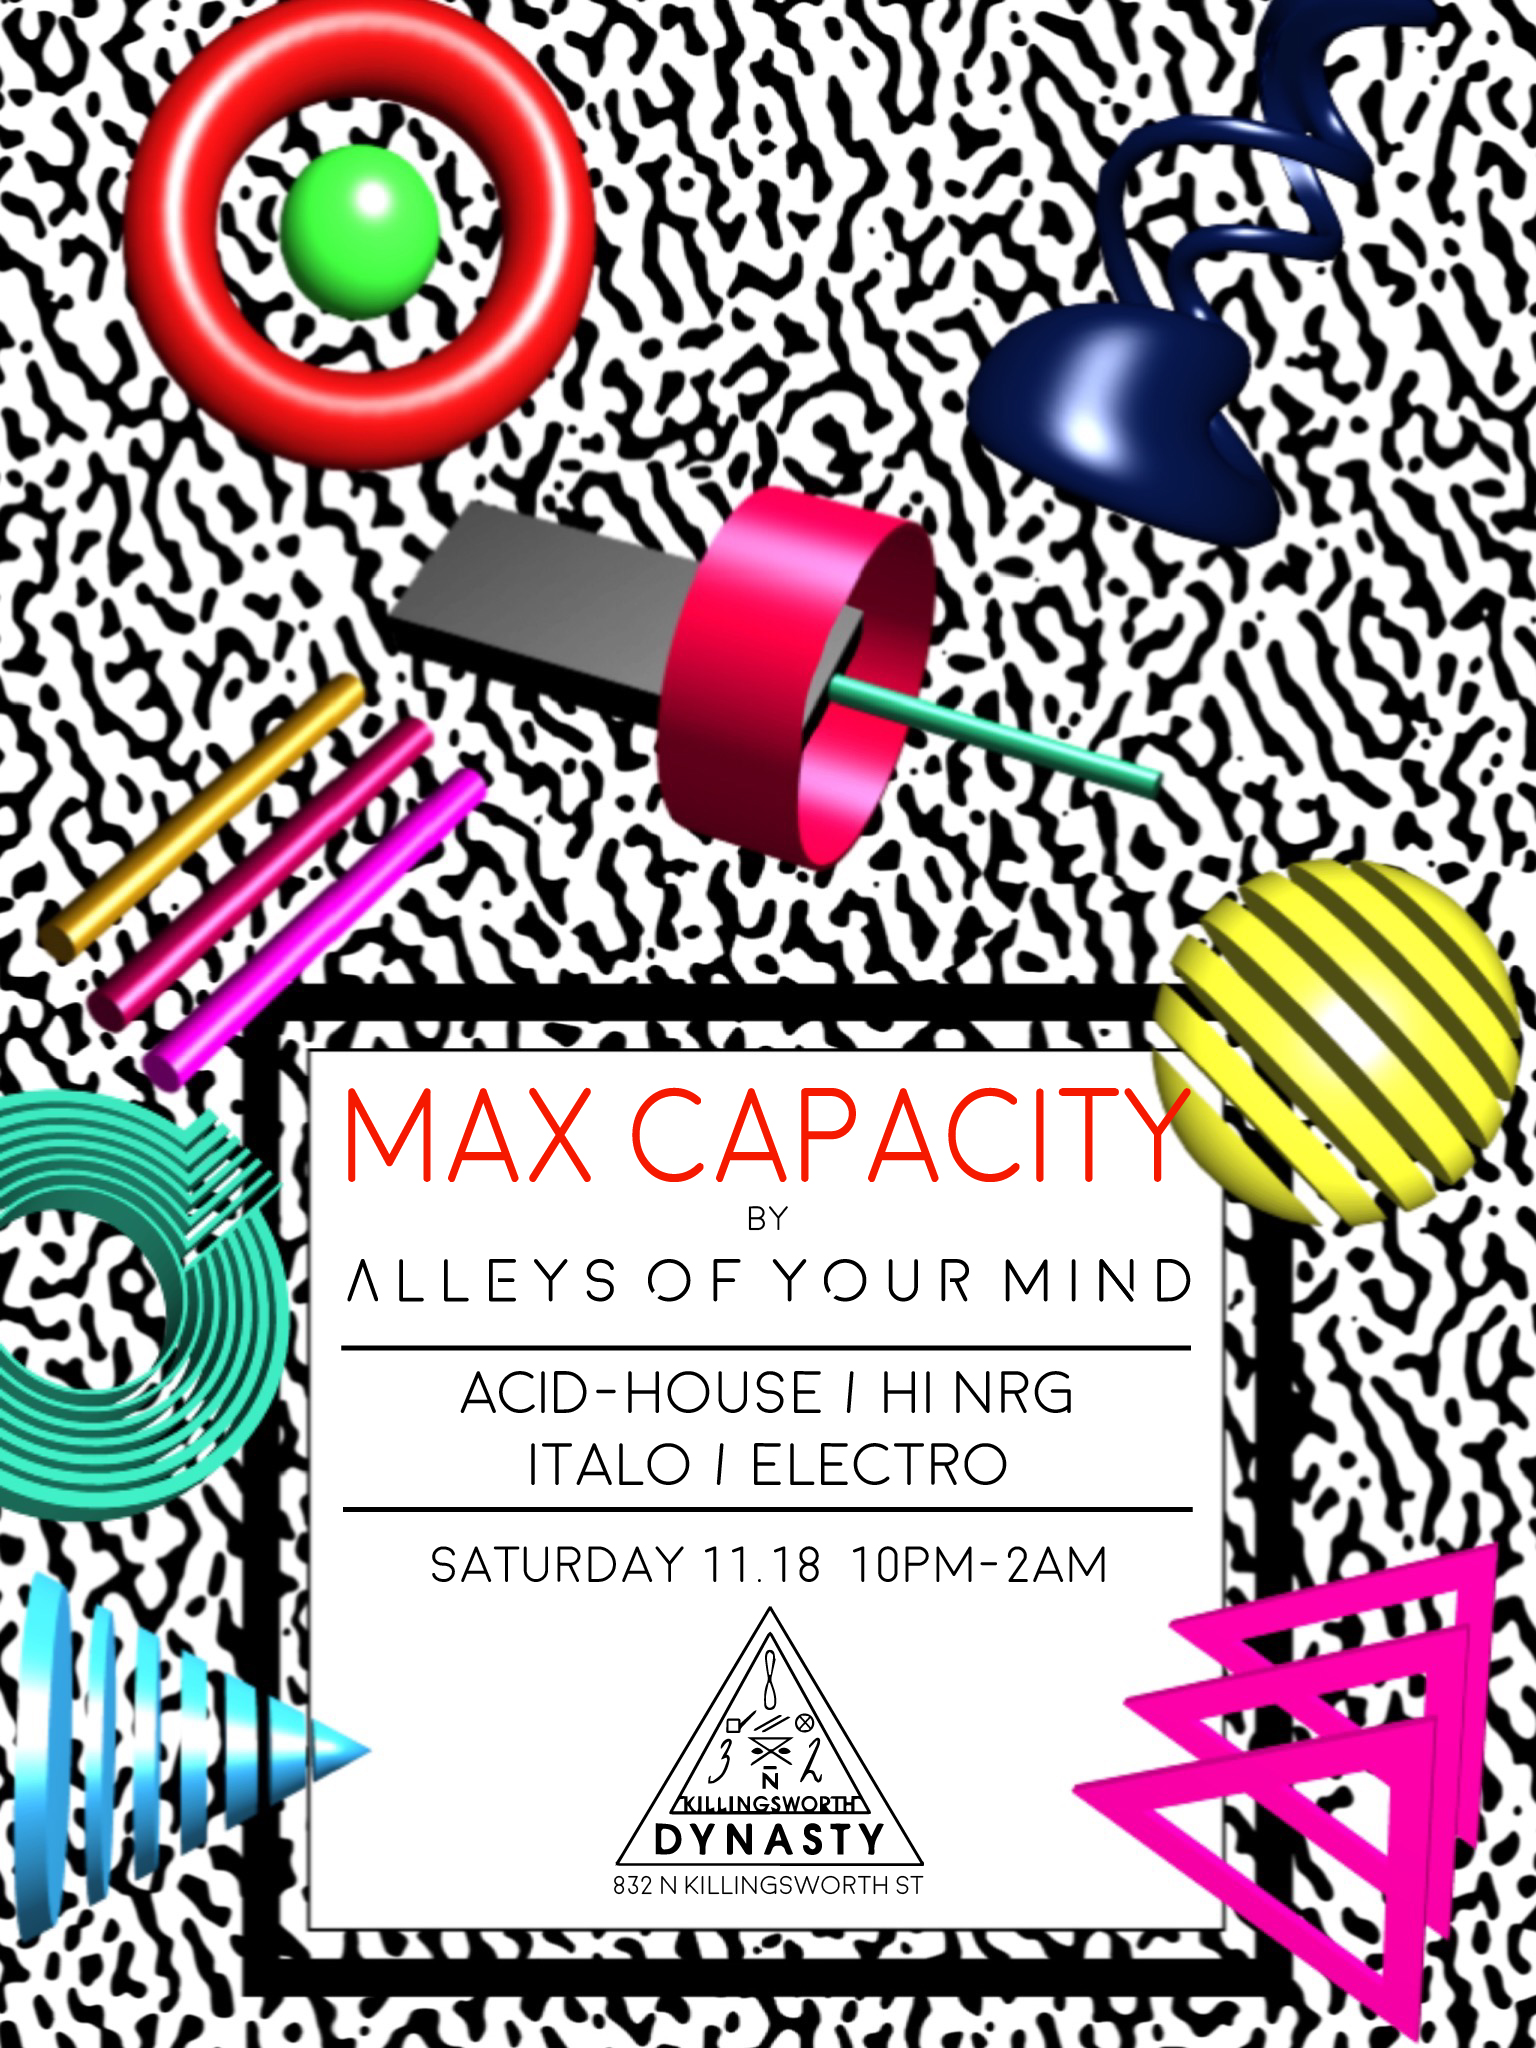 MAX CAPACITY
BY
ALLEYS OF YOUR MIND
ACID-HOUSE / HI NRG
ITALO / ELECTRO
SATURDAY 11.18 10PM-2AM
8
3 2
N
KILLINGSWORTH
DYNASTY
832 N KILLINGSWORTH ST